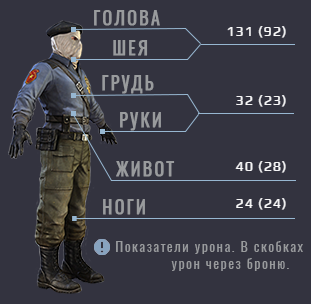 ГОЛОВА
131 (92)
ШЕЯ
ГРУДЬ
32 (23)
РУКИ
ЖИВОТ
40 (28)
НОГИ
24 (24)
! Показатели урона. В скобках
урон через броню.